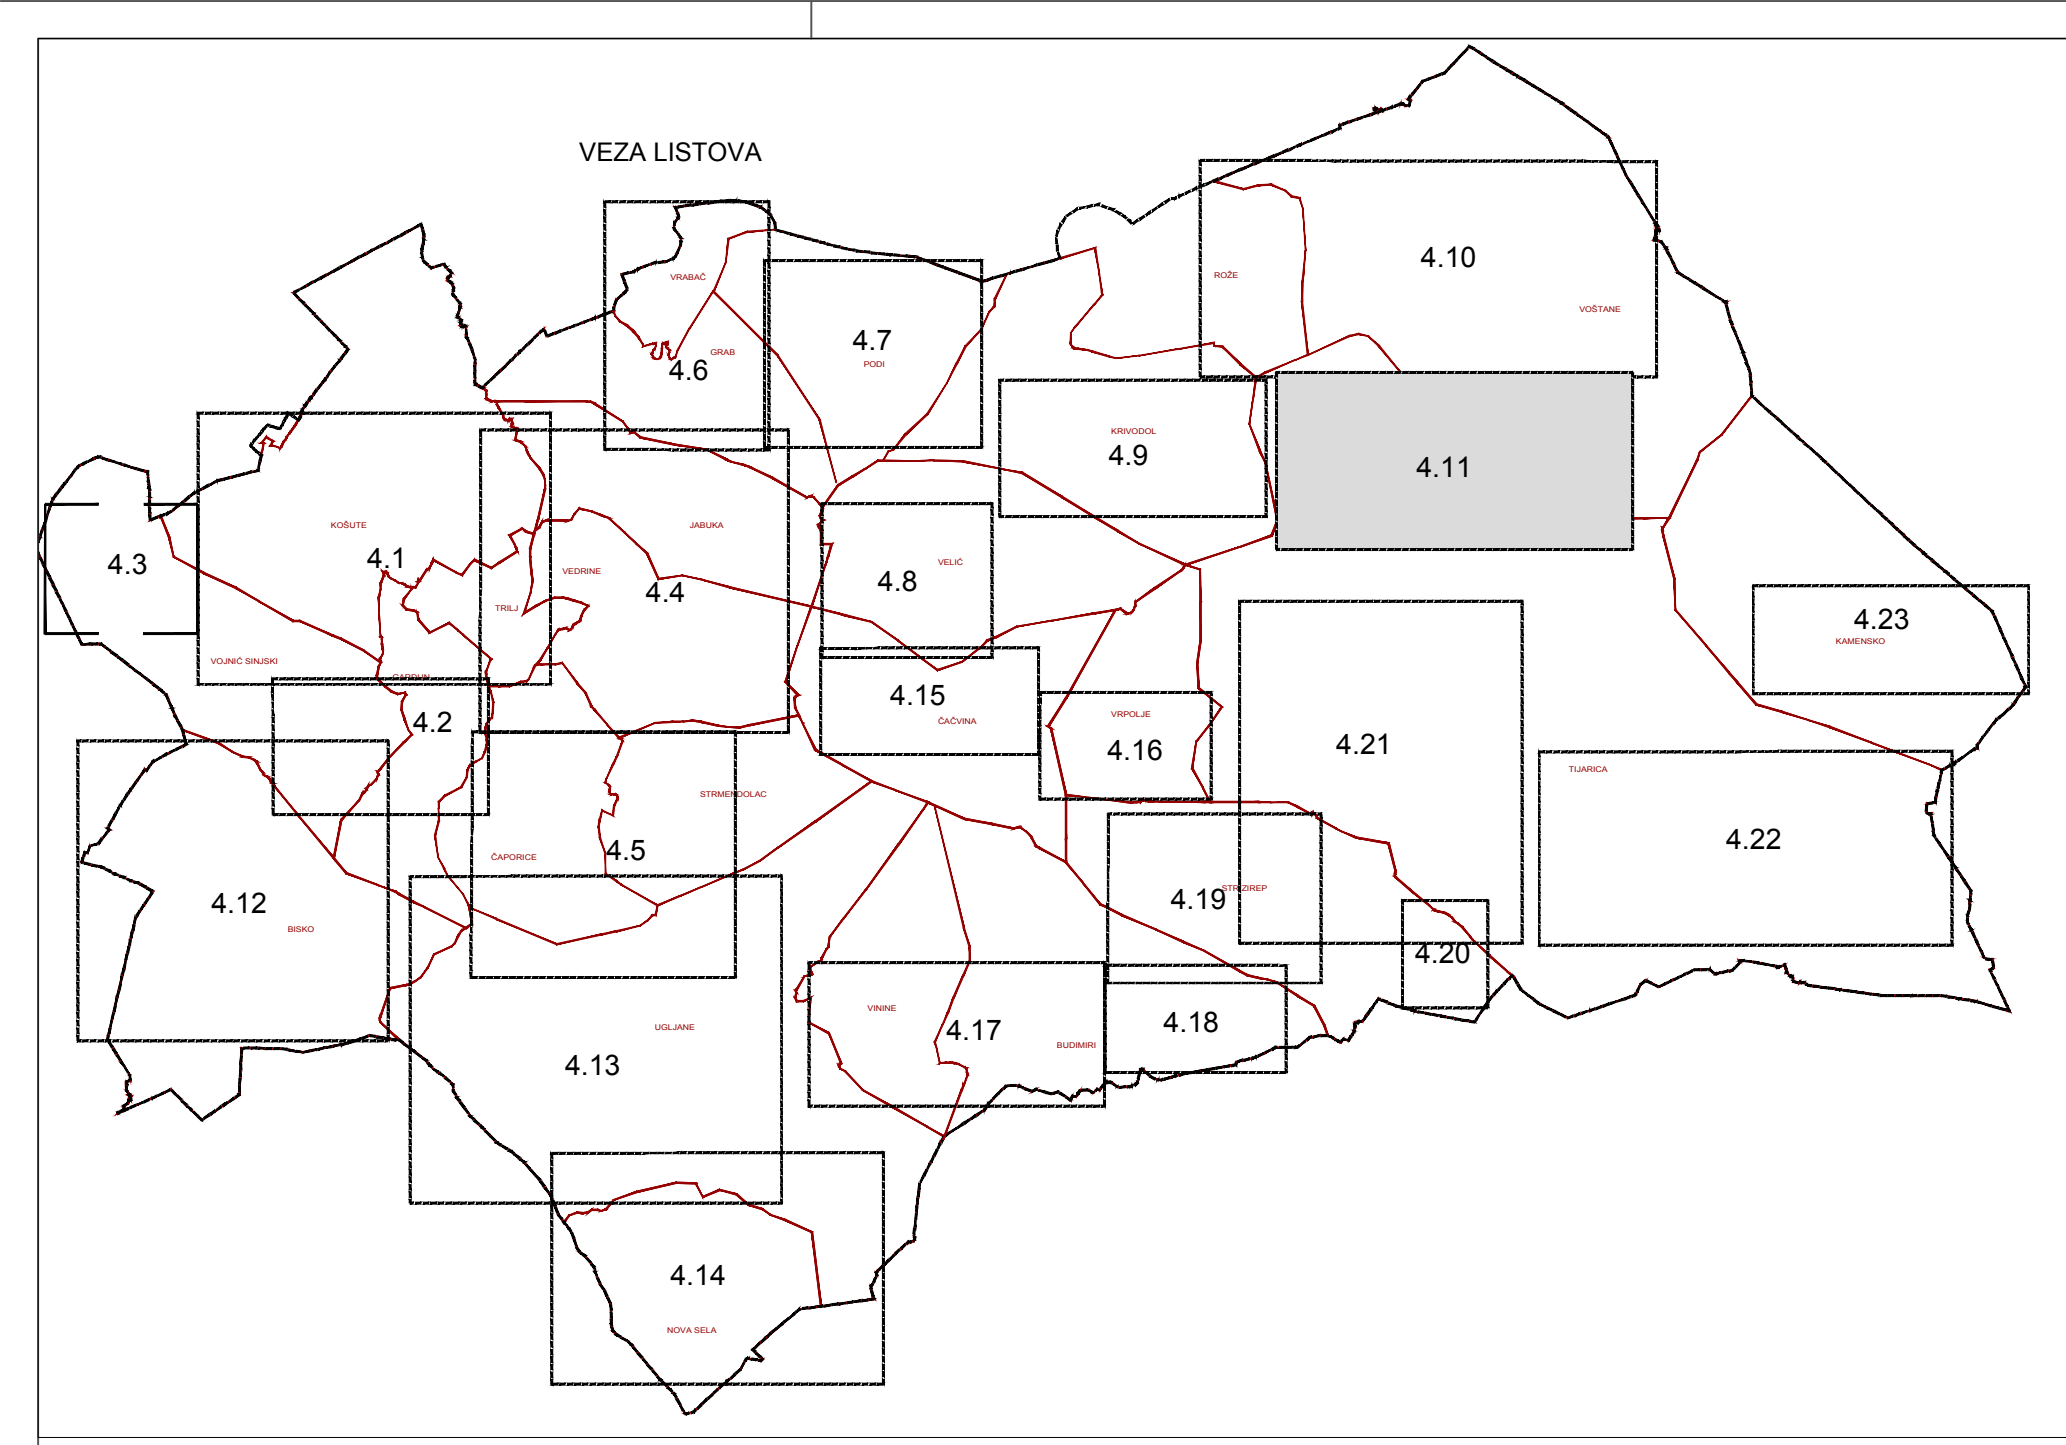 VEZA LISTOVA
4.10
VRABAČ
ROŽE
VOŠTANE
4.7
GRAB
PODI
4.6
KRIVODOL
4.9
4.11
KOŠUTE
JABUKA
4.1
4.3
VEDRINE
4.4
VELIĆ
4.8
TRILJ
4.23
KAMENSKO
VOJNIĆ SINJSKI
GARDUN
4.15
4.2
ČAČVINA
VRPOLJE
4.16
4.21
TIJARICA
STRMENDOLAC
4.22
ČAPORICE
4.5
STRIZIREP
4.19
4.12
BISKO
4.20
VININE
4.18
UGLJANE
4.17
BUDIMIRI
4.13
4.14
NOVA SELA